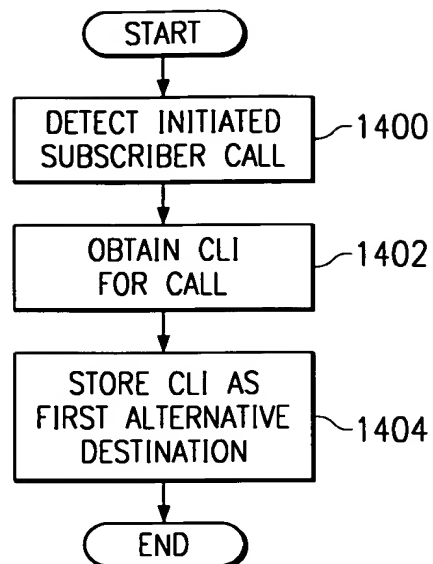 START
DETECT INITIATED
SUBSCRIBER CALL
1400
OBTAIN CLI
FOR CALL
1402
STORE CLI AS
FIRST ALTERNATIVE
DESTINATION
1404
END